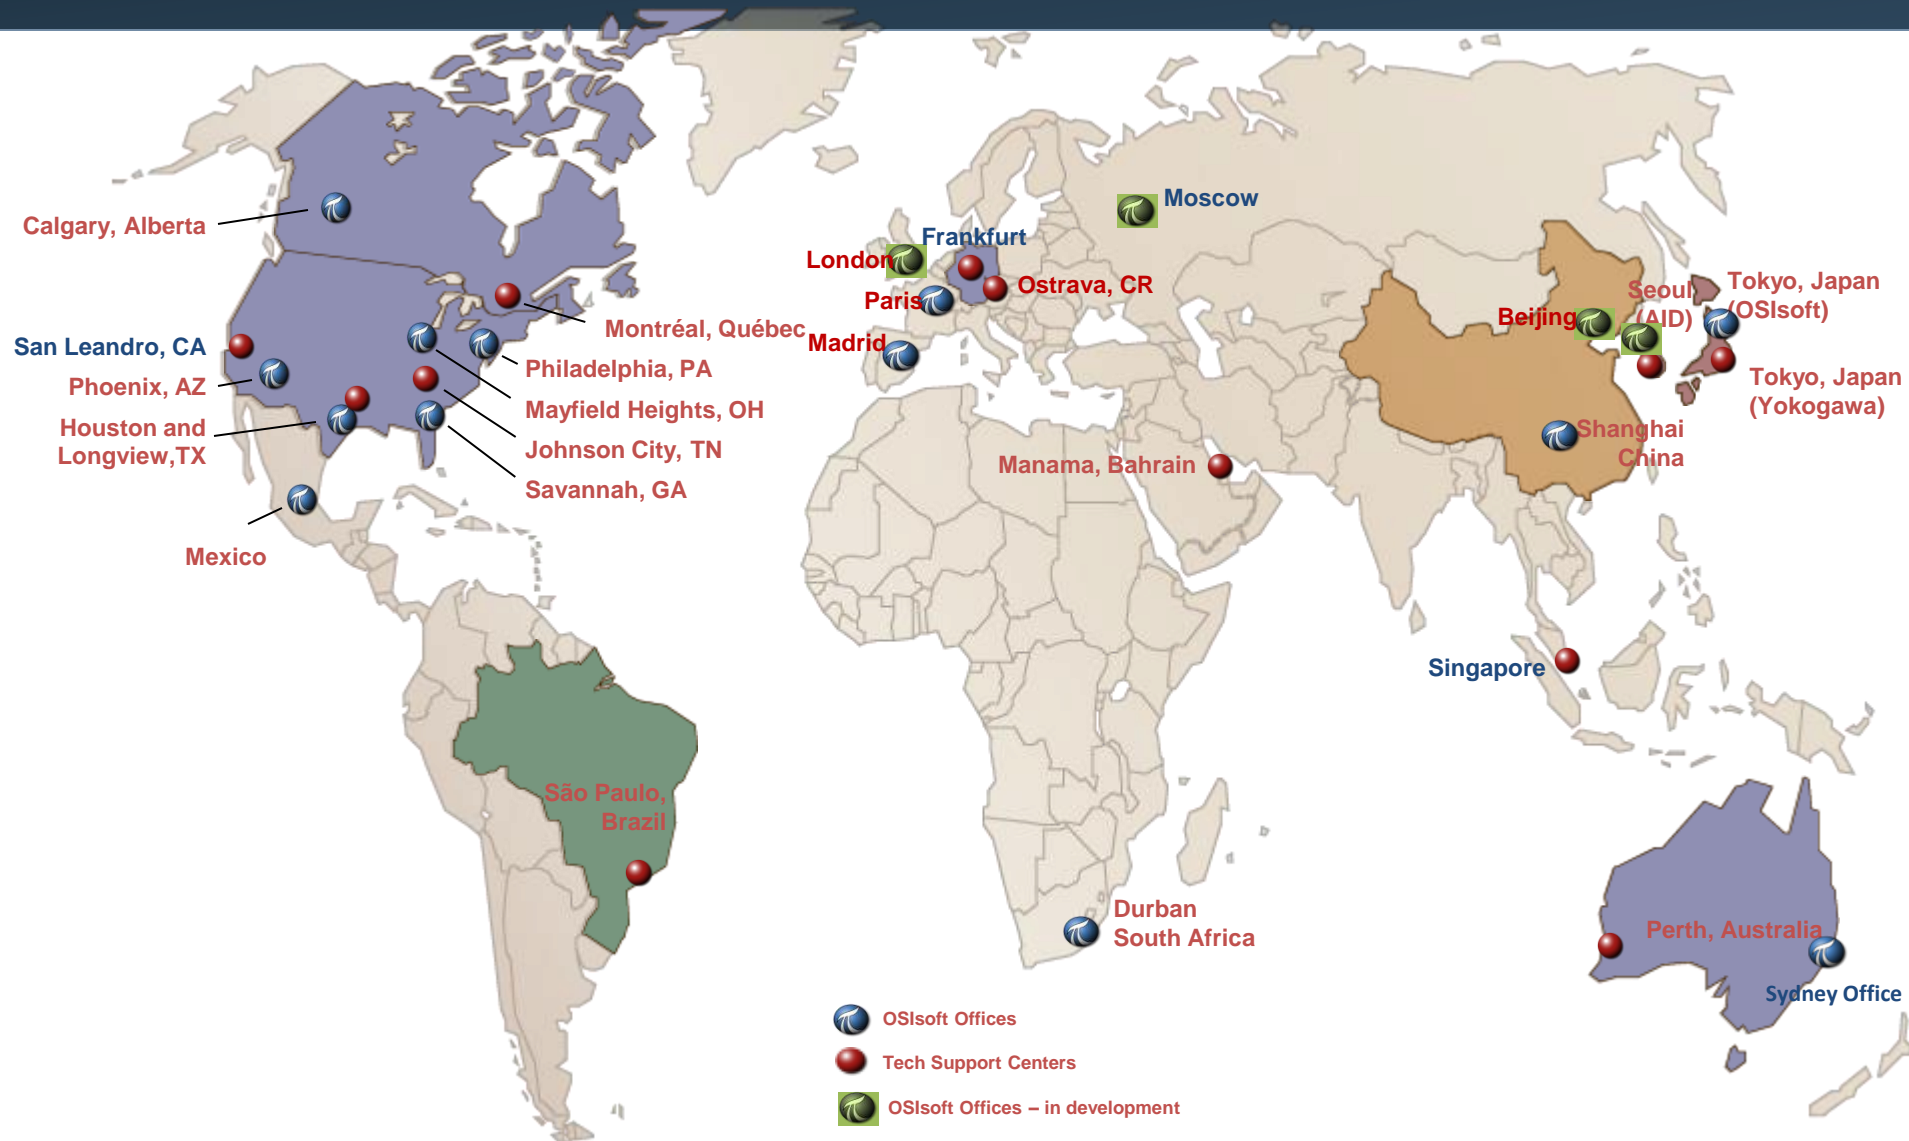 Calgary, Alberta
San Leandro, CA
Phoenix, AZ
Houston and
Longview,TX
Mexico
Montréal, Québec
Philadelphia, PA
Mayfield Heights, OH
Johnson City, TN
Savannah, GA
São Paulo,
Brazil
Moscow
Frankfurt
London
Ostrava, CR
Paris
Madrid
Manama, Bahrain
Durban
South Africa
Beijing
Seoul
(AID)
Tokyo, Japan
(OSIsoft)
Tokyo, Japan
(Yokogawa)
Shanghai
China
Singapore
Perth, Australia
Sydney Office
OSIsoft Offices
Tech Support Centers
OSIsoft Offices – in development